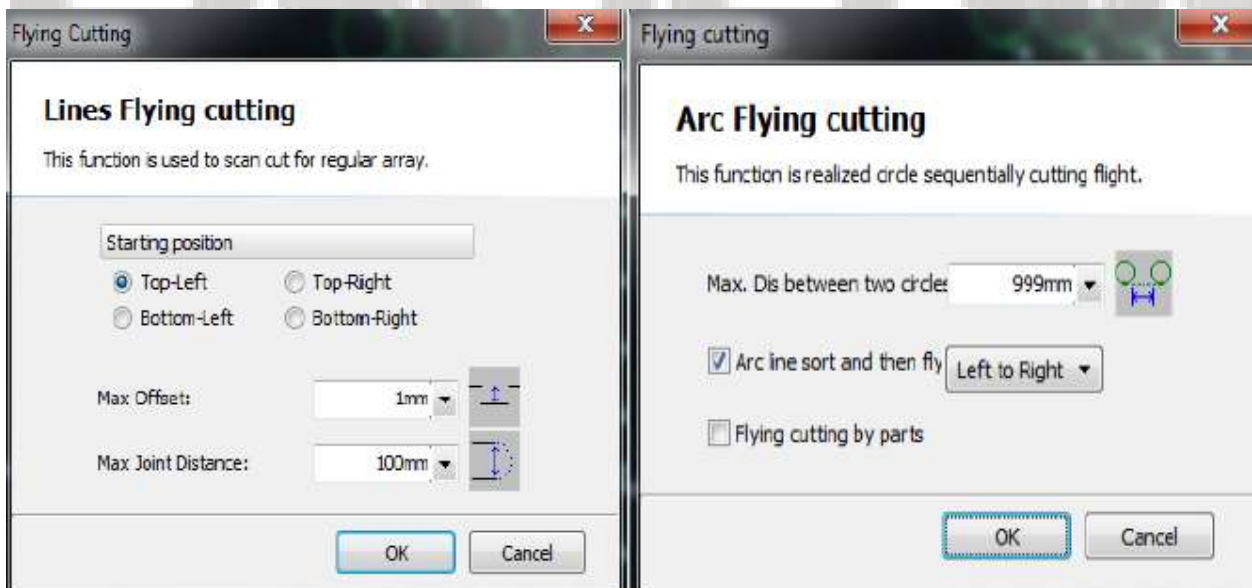 Flying Cutting
Lines Flying cutting
This function is used to scan cut for regular array.
Starting position
Top-Left Top-Right
Bottom-Left Bottom-Right
Max Offset: 1mm
Max Joint Distance: 100mm
OK Cancel
Flying cutting
Arc Flying cutting
This function is realized circle sequentially cutting flight.
Max. Dis between two circles 999mm
Arc line sort and then fly Left to Right
Flying cutting by parts
OK Cancel